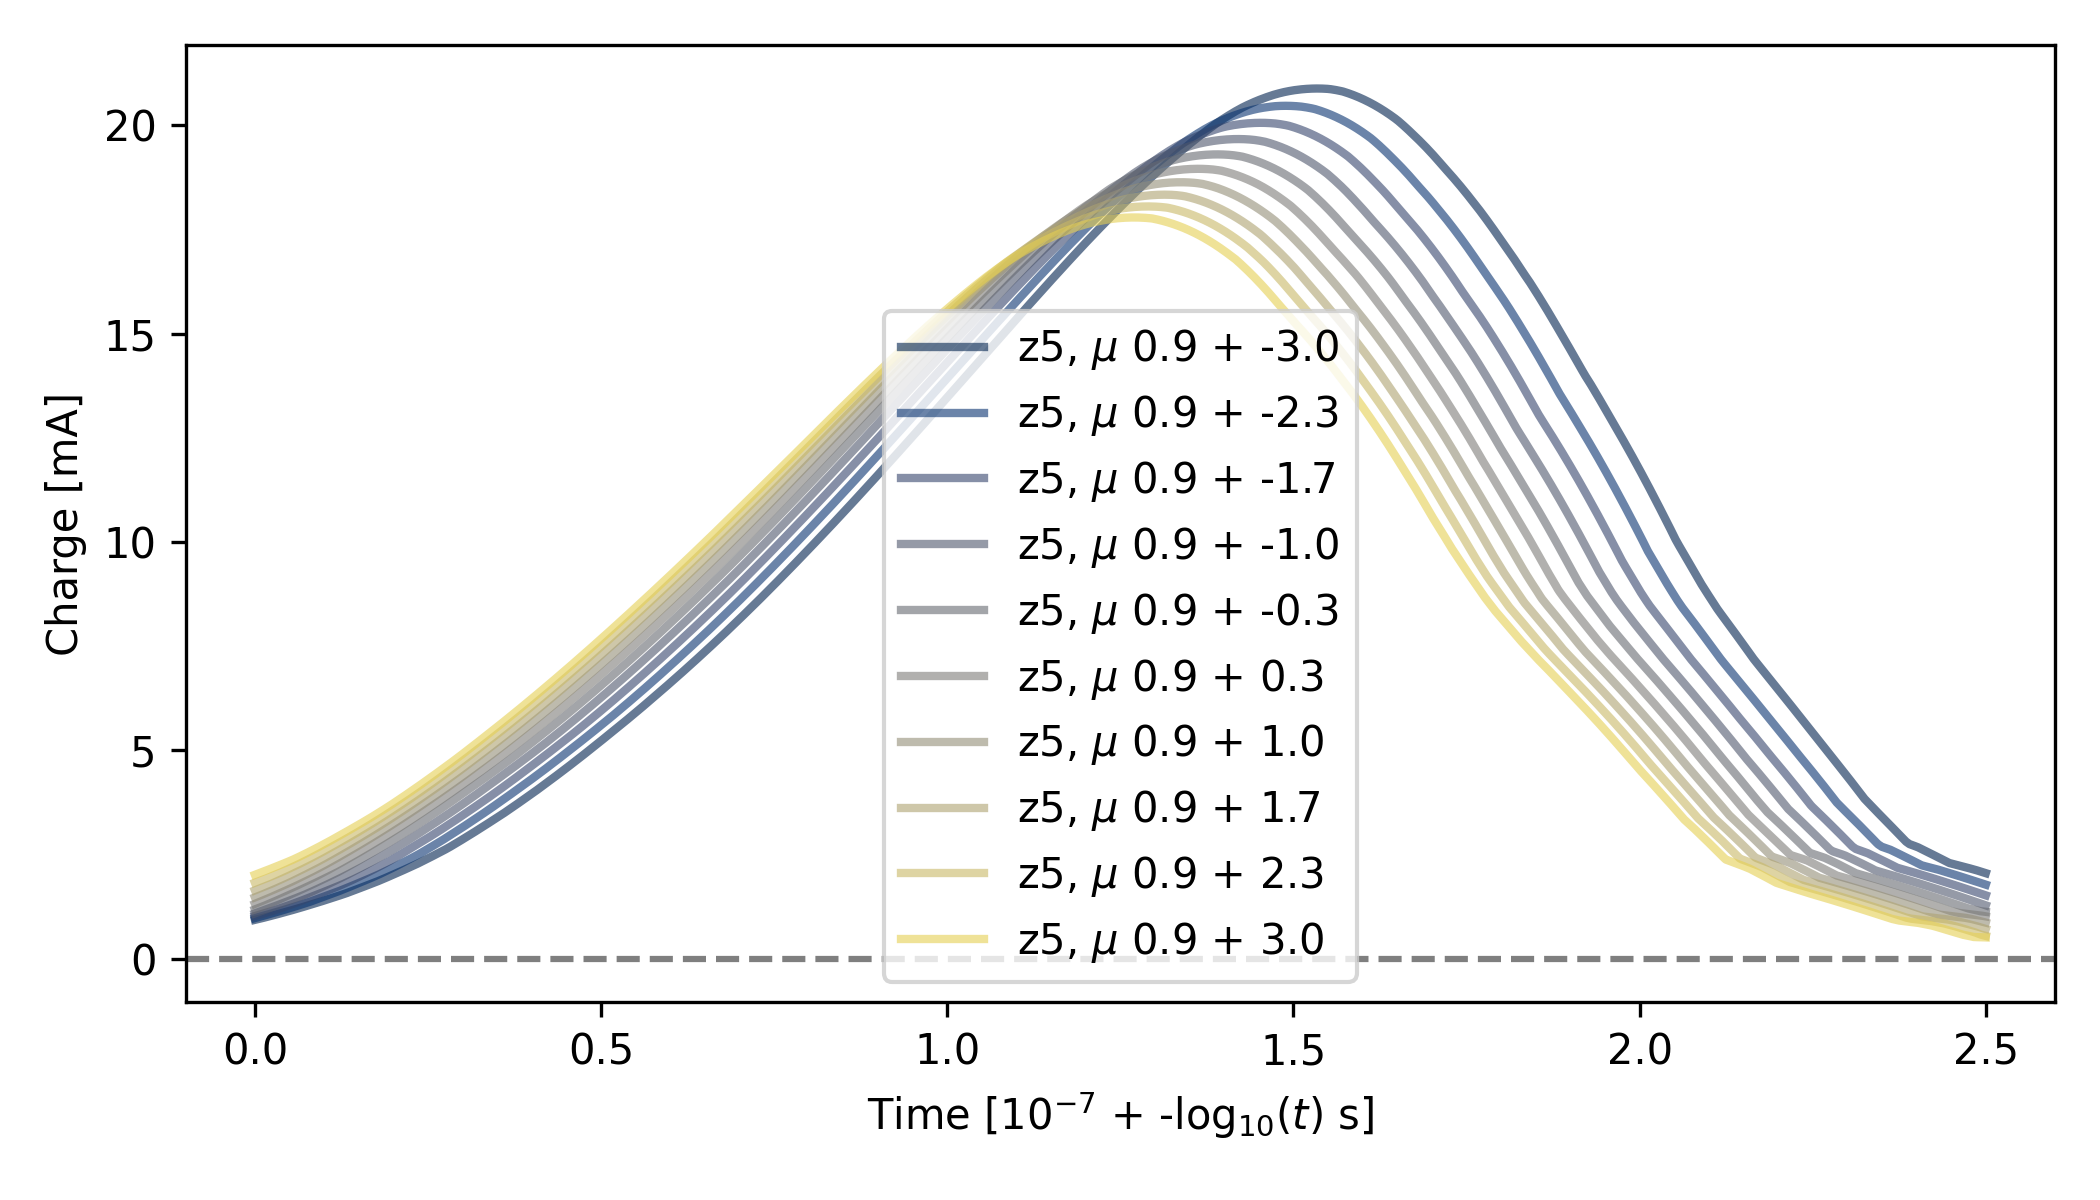 Charge [mA]
20
15
10
5
0
z5, μ 0.9 + -3.0
z5, μ 0.9 + -2.3
z5, μ 0.9 + -1.7
z5, μ 0.9 + -1.0
z5, μ 0.9 + -0.3
z5, μ 0.9 + 0.3
z5, μ 0.9 + 1.0
z5, μ 0.9 + 1.7
z5, μ 0.9 + 2.3
z5, μ 0.9 + 3.0
0.0 0.5 1.0 1.5 2.0 2.5
Time [10⁻⁷ + -log₁₀(t) s]